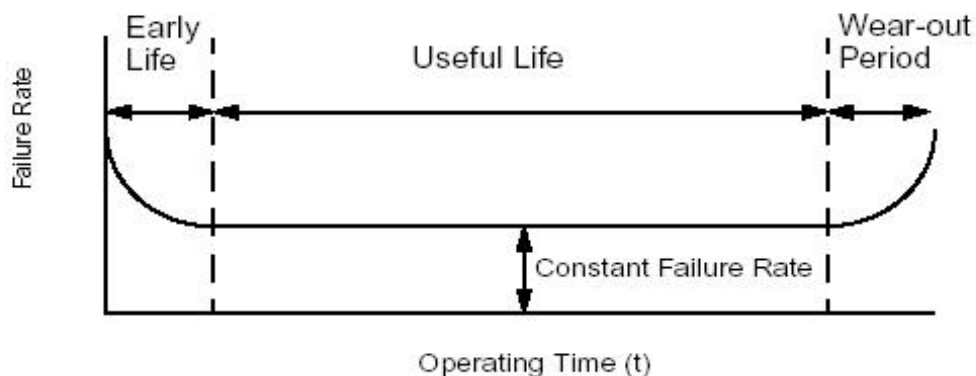 Early
Life
Useful Life
Wear-out
Period
Failure Rate
Constant Failure Rate
Operating Time (t)